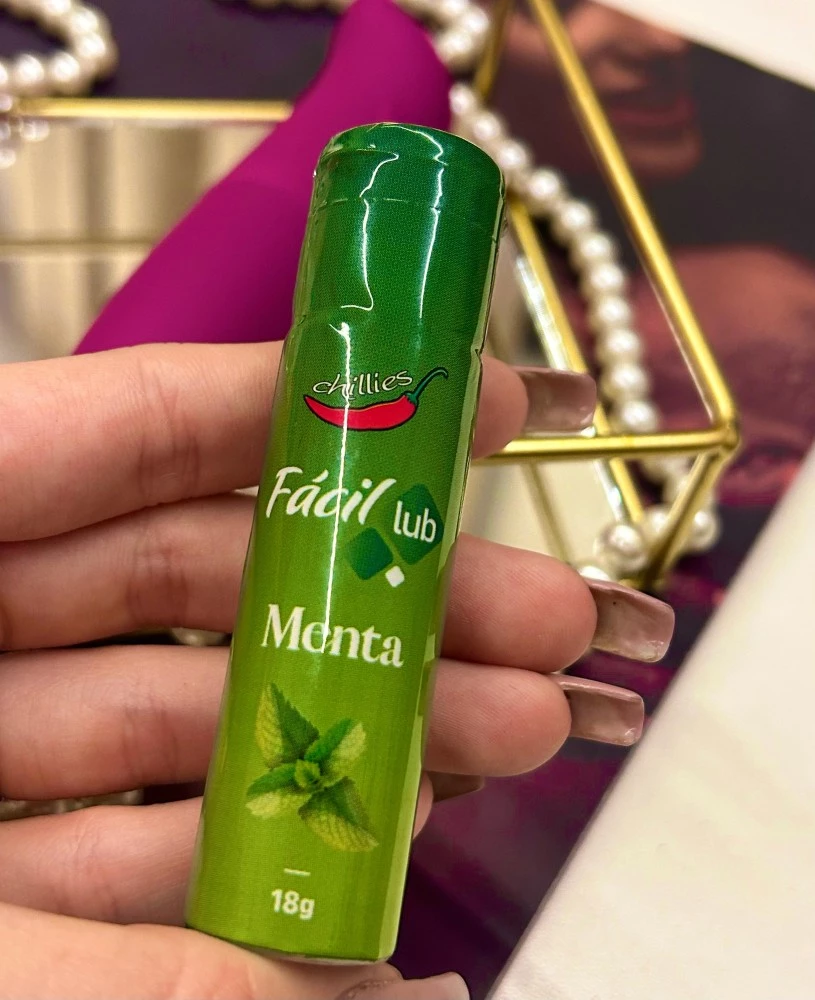 chillies
Fácil lub
Menta
18g